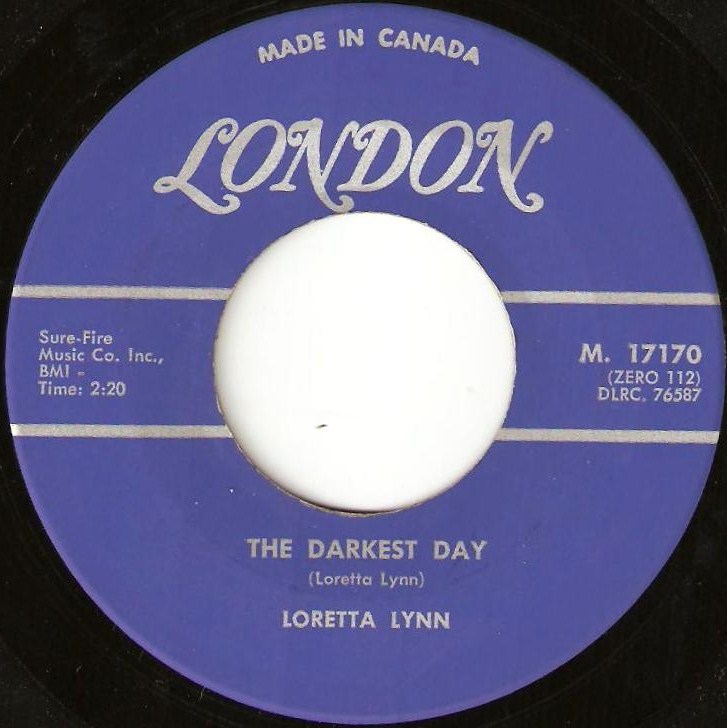 MADE IN CANADA
LONDON
Sure-Fire
Music Co. Inc.,
BMI -
Time: 2:20
M. 17170
(ZERO 112)
DLRC. 76587
THE DARKEST DAY
(Loretta Lynn)
LORETTA LYNN